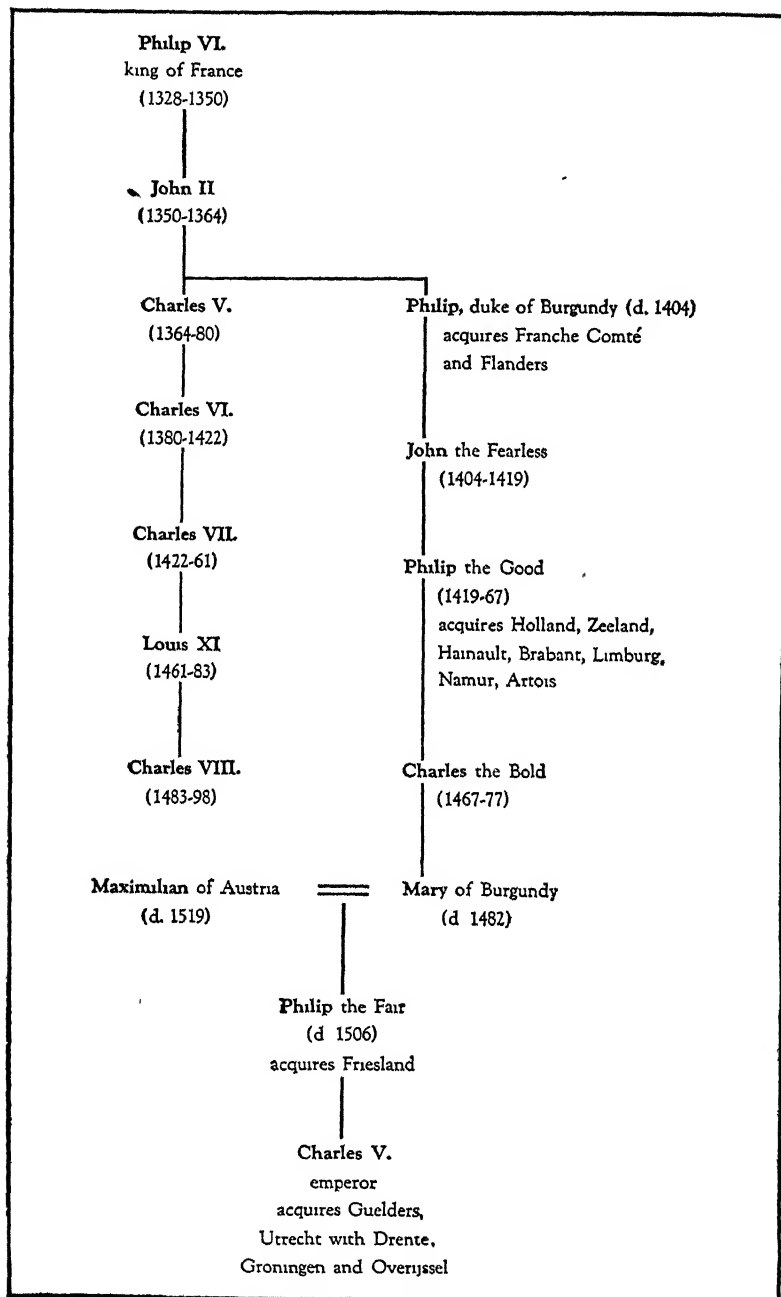 Philip VI.
king of France
(1328-1350)
John II
(1350-1364)
Charles V.
(1364-80)
Charles VI.
(1380-1422)
Charles VII.
(1422-61)
Louis XI
(1461-83)
Charles VIII.
(1483-98)
Philip, duke of Burgundy (d. 1404)
acquires Franche Comté
and Flanders
John the Fearless
(1404-1419)
Philip the Good
(1419-67)
acquires Holland, Zeeland,
Hainault, Brabant, Limburg,
Namur, Artois
Charles the Bold
(1467-77)
Maximilian of Austria
(d. 1519)
Mary of Burgundy
(d 1482)
Philip the Fair
(d 1506)
acquires Friesland
Charles V.
emperor
acquires Guelders,
Utrecht with Drente,
Groningen and Overijssel